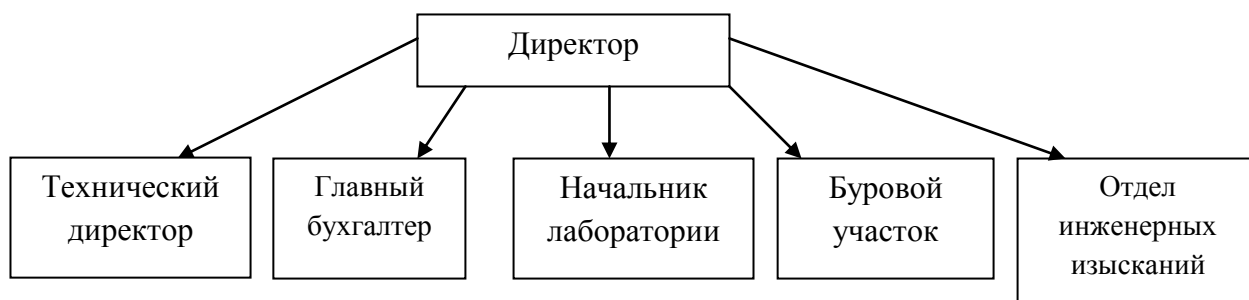 Директор
Технический
директор
Главный
бухгалтер
Начальник
лаборатории
Буровой
участок
Отдел
инженерных
изысканий